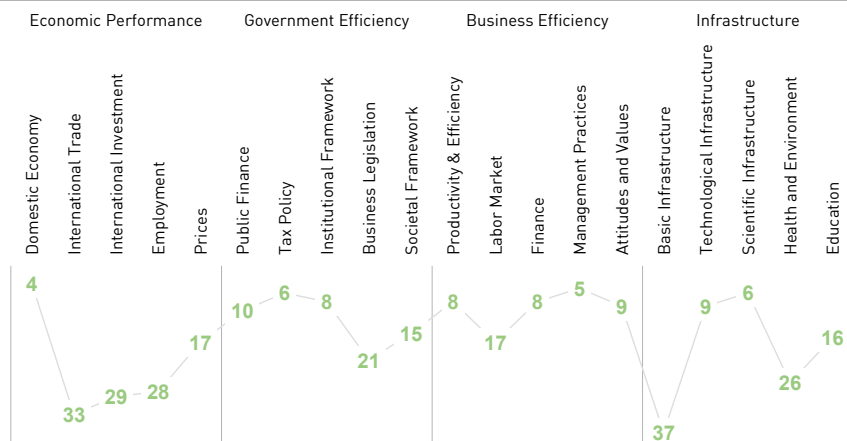 Economic Performance
Government Efficiency
Business Efficiency
Infrastructure
Domestic Economy
International Trade
International Investment
Employment
Prices
Public Finance
Tax Policy
Institutional Framework
Business Legislation
Societal Framework
Productivity & Efficiency
Labor Market
Finance
Management Practices
Attitudes and Values
Basic Infrastructure
Technological Infrastructure
Scientific Infrastructure
Health and Environment
Education
4
33
29
28
17
10
6
8
21
15
8
17
8
5
9
37
9
6
26
16